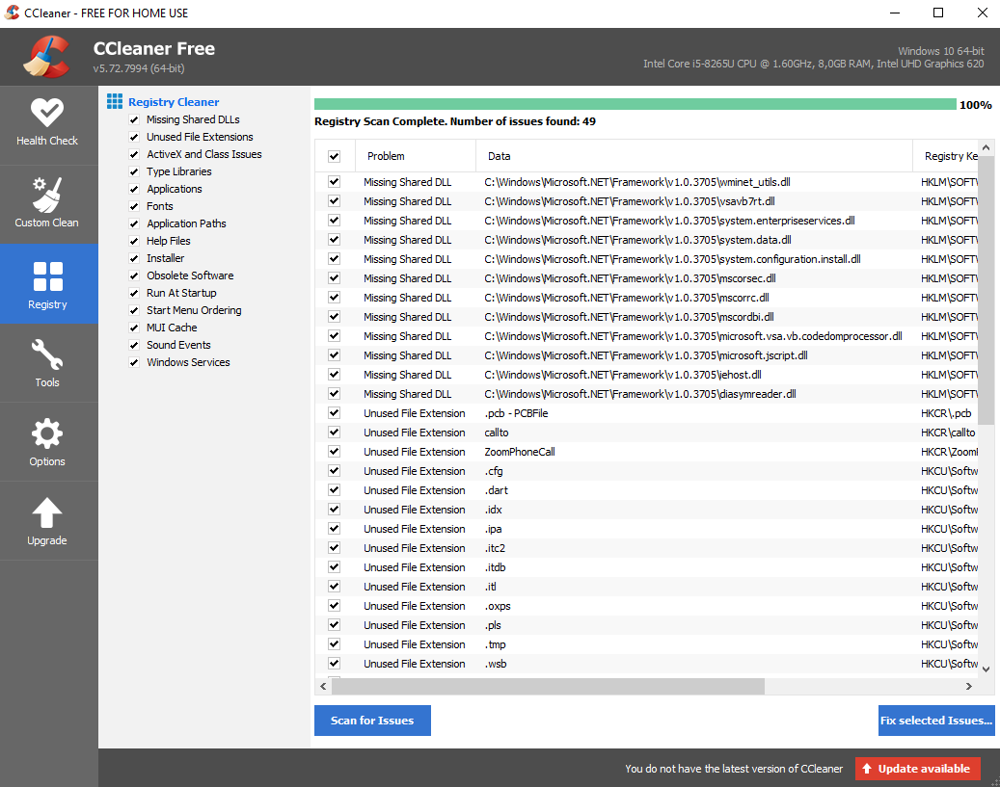 CCleaner - FREE FOR HOME USE
CCleaner Free
v5.72.7994 (64-bit)
Windows 10 64-bit
Intel Core i5-8265U CPU @ 1.60GHz, 8,0GB RAM, Intel UHD Graphics 620
Health Check
Custom Clean
Registry
Tools
Options
Upgrade
Registry Cleaner
Missing Shared DLLs
Unused File Extensions
ActiveX and Class Issues
Type Libraries
Applications
Fonts
Application Paths
Help Files
Installer
Obsolete Software
Run At Startup
Start Menu Ordering
MUI Cache
Sound Events
Windows Services
100%
Registry Scan Complete. Number of issues found: 49
Problem Data Registry Ke
Missing Shared DLL C:\Windows\Microsoft.NET\Framework\v1.0.3705\wminet_utils.dll HKLM\SOFTW
Missing Shared DLL C:\Windows\Microsoft.NET\Framework\v1.0.3705\vsavb7rt.dll HKLM\SOFTW
Missing Shared DLL C:\Windows\Microsoft.NET\Framework\v1.0.3705\system.enterpriseservices.dll HKLM\SOFTW
Missing Shared DLL C:\Windows\Microsoft.NET\Framework\v1.0.3705\system.data.dll HKLM\SOFTW
Missing Shared DLL C:\Windows\Microsoft.NET\Framework\v1.0.3705\system.configuration.install.dll HKLM\SOFTW
Missing Shared DLL C:\Windows\Microsoft.NET\Framework\v1.0.3705\mscorsec.dll HKLM\SOFTW
Missing Shared DLL C:\Windows\Microsoft.NET\Framework\v1.0.3705\mscorrc.dll HKLM\SOFTW
Missing Shared DLL C:\Windows\Microsoft.NET\Framework\v1.0.3705\mscordbi.dll HKLM\SOFTW
Missing Shared DLL C:\Windows\Microsoft.NET\Framework\v1.0.3705\microsoft.vsa.vb.codedomprocessor.dll HKLM\SOFTW
Missing Shared DLL C:\Windows\Microsoft.NET\Framework\v1.0.3705\microsoft.jscript.dll HKLM\SOFTW
Missing Shared DLL C:\Windows\Microsoft.NET\Framework\v1.0.3705\iehost.dll HKLM\SOFTW
Missing Shared DLL C:\Windows\Microsoft.NET\Framework\v1.0.3705\diasymreader.dll HKLM\SOFTW
Unused File Extension .pcb - PCBFile HKCR\.pcb
Unused File Extension callto HKCR\callto
Unused File Extension ZoomPhoneCall HKCR\Zoom
Unused File Extension .cfg HKCU\Softw
Unused File Extension .dart HKCU\Softw
Unused File Extension .idx HKCU\Softw
Unused File Extension .ipa HKCU\Softw
Unused File Extension .itc2 HKCU\Softw
Unused File Extension .itdb HKCU\Softw
Unused File Extension .itl HKCU\Softw
Unused File Extension .oxps HKCU\Softw
Unused File Extension .pls HKCU\Softw
Unused File Extension .tmp HKCU\Softw
Unused File Extension .wsb HKCU\Softw
Scan for Issues
Fix selected Issues...
You do not have the latest version of CCleaner
Update available